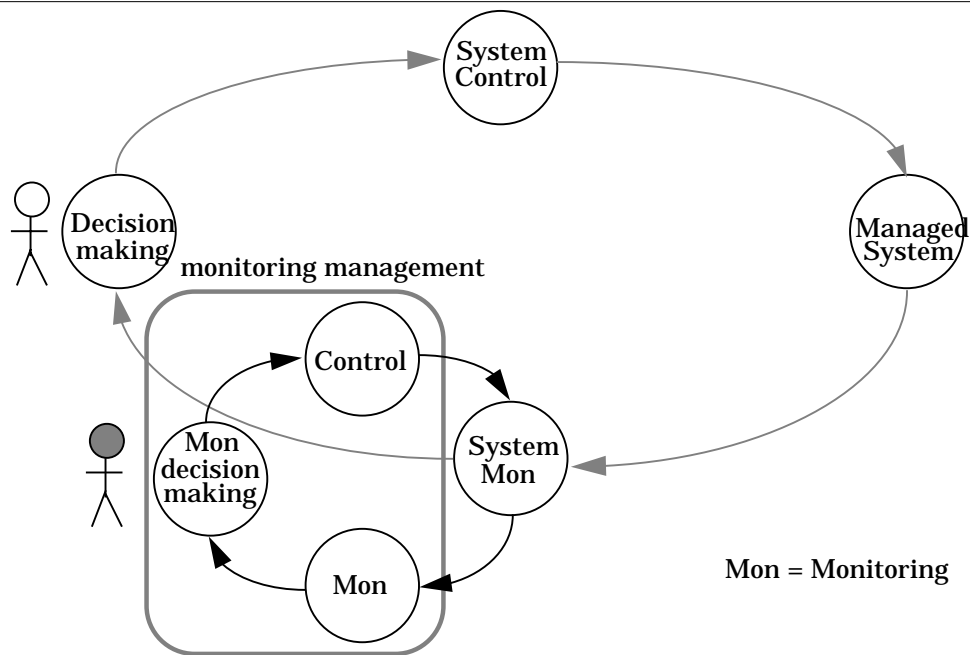 System
Control
Decision
making
Managed
System
monitoring management
Control
Mon
decision
making
System
Mon
Mon
Mon = Monitoring